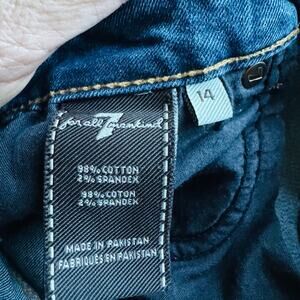 for all 7 mankind
14
98% COTTON
2% SPANDEX
98% COTON
2% SPANDEX
MADE IN PAKISTAN
FABRIQUÉS EN PAKISTAN